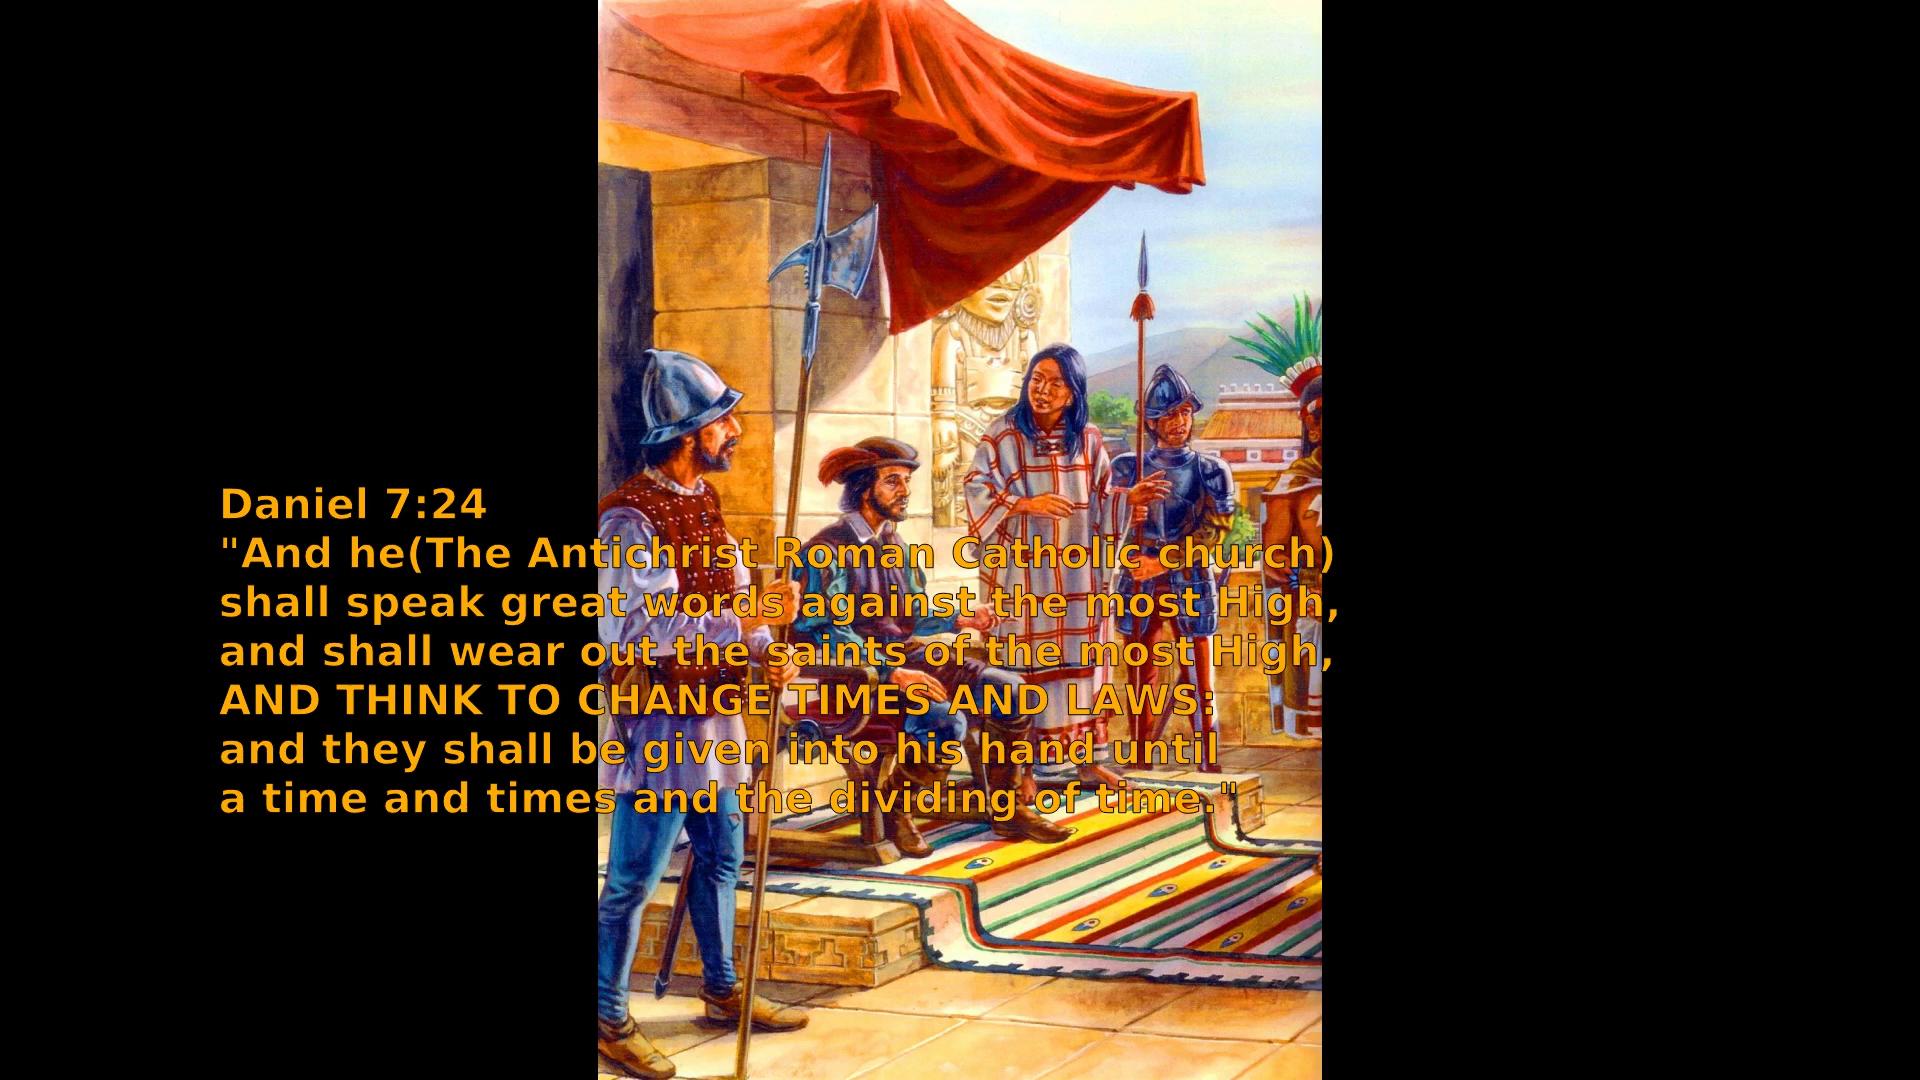 Daniel 7:24
"And he(The Antichrist Roman Catholic church)
shall speak great words against the most High,
and shall wear out the saints of the most High,
AND THINK TO CHANGE TIMES AND LAWS:
and they shall be given into his hand until
a time and times and the dividing of time."